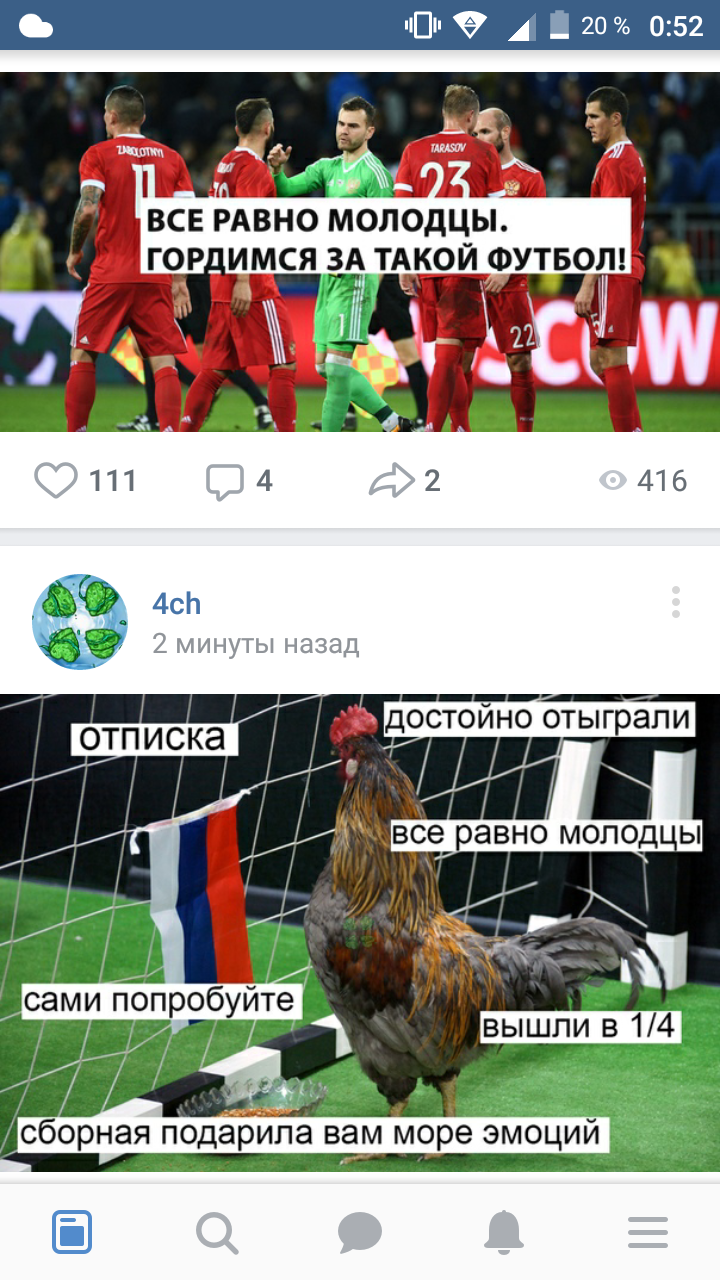 20 % 0:52
ZABOLOTNYI
TARASOV
11
23
ВСЕ РАВНО МОЛОДЦЫ.
ГОРДИМСЯ ЗА ТАКОЙ ФУТБОЛ!
1
22
5
SCOW
111 4 2 416
4ch
2 минуты назад
отписка
достойно отыграли
все равно молодцы
сами попробуйте
вышли в 1/4
сборная подарила вам море эмоций